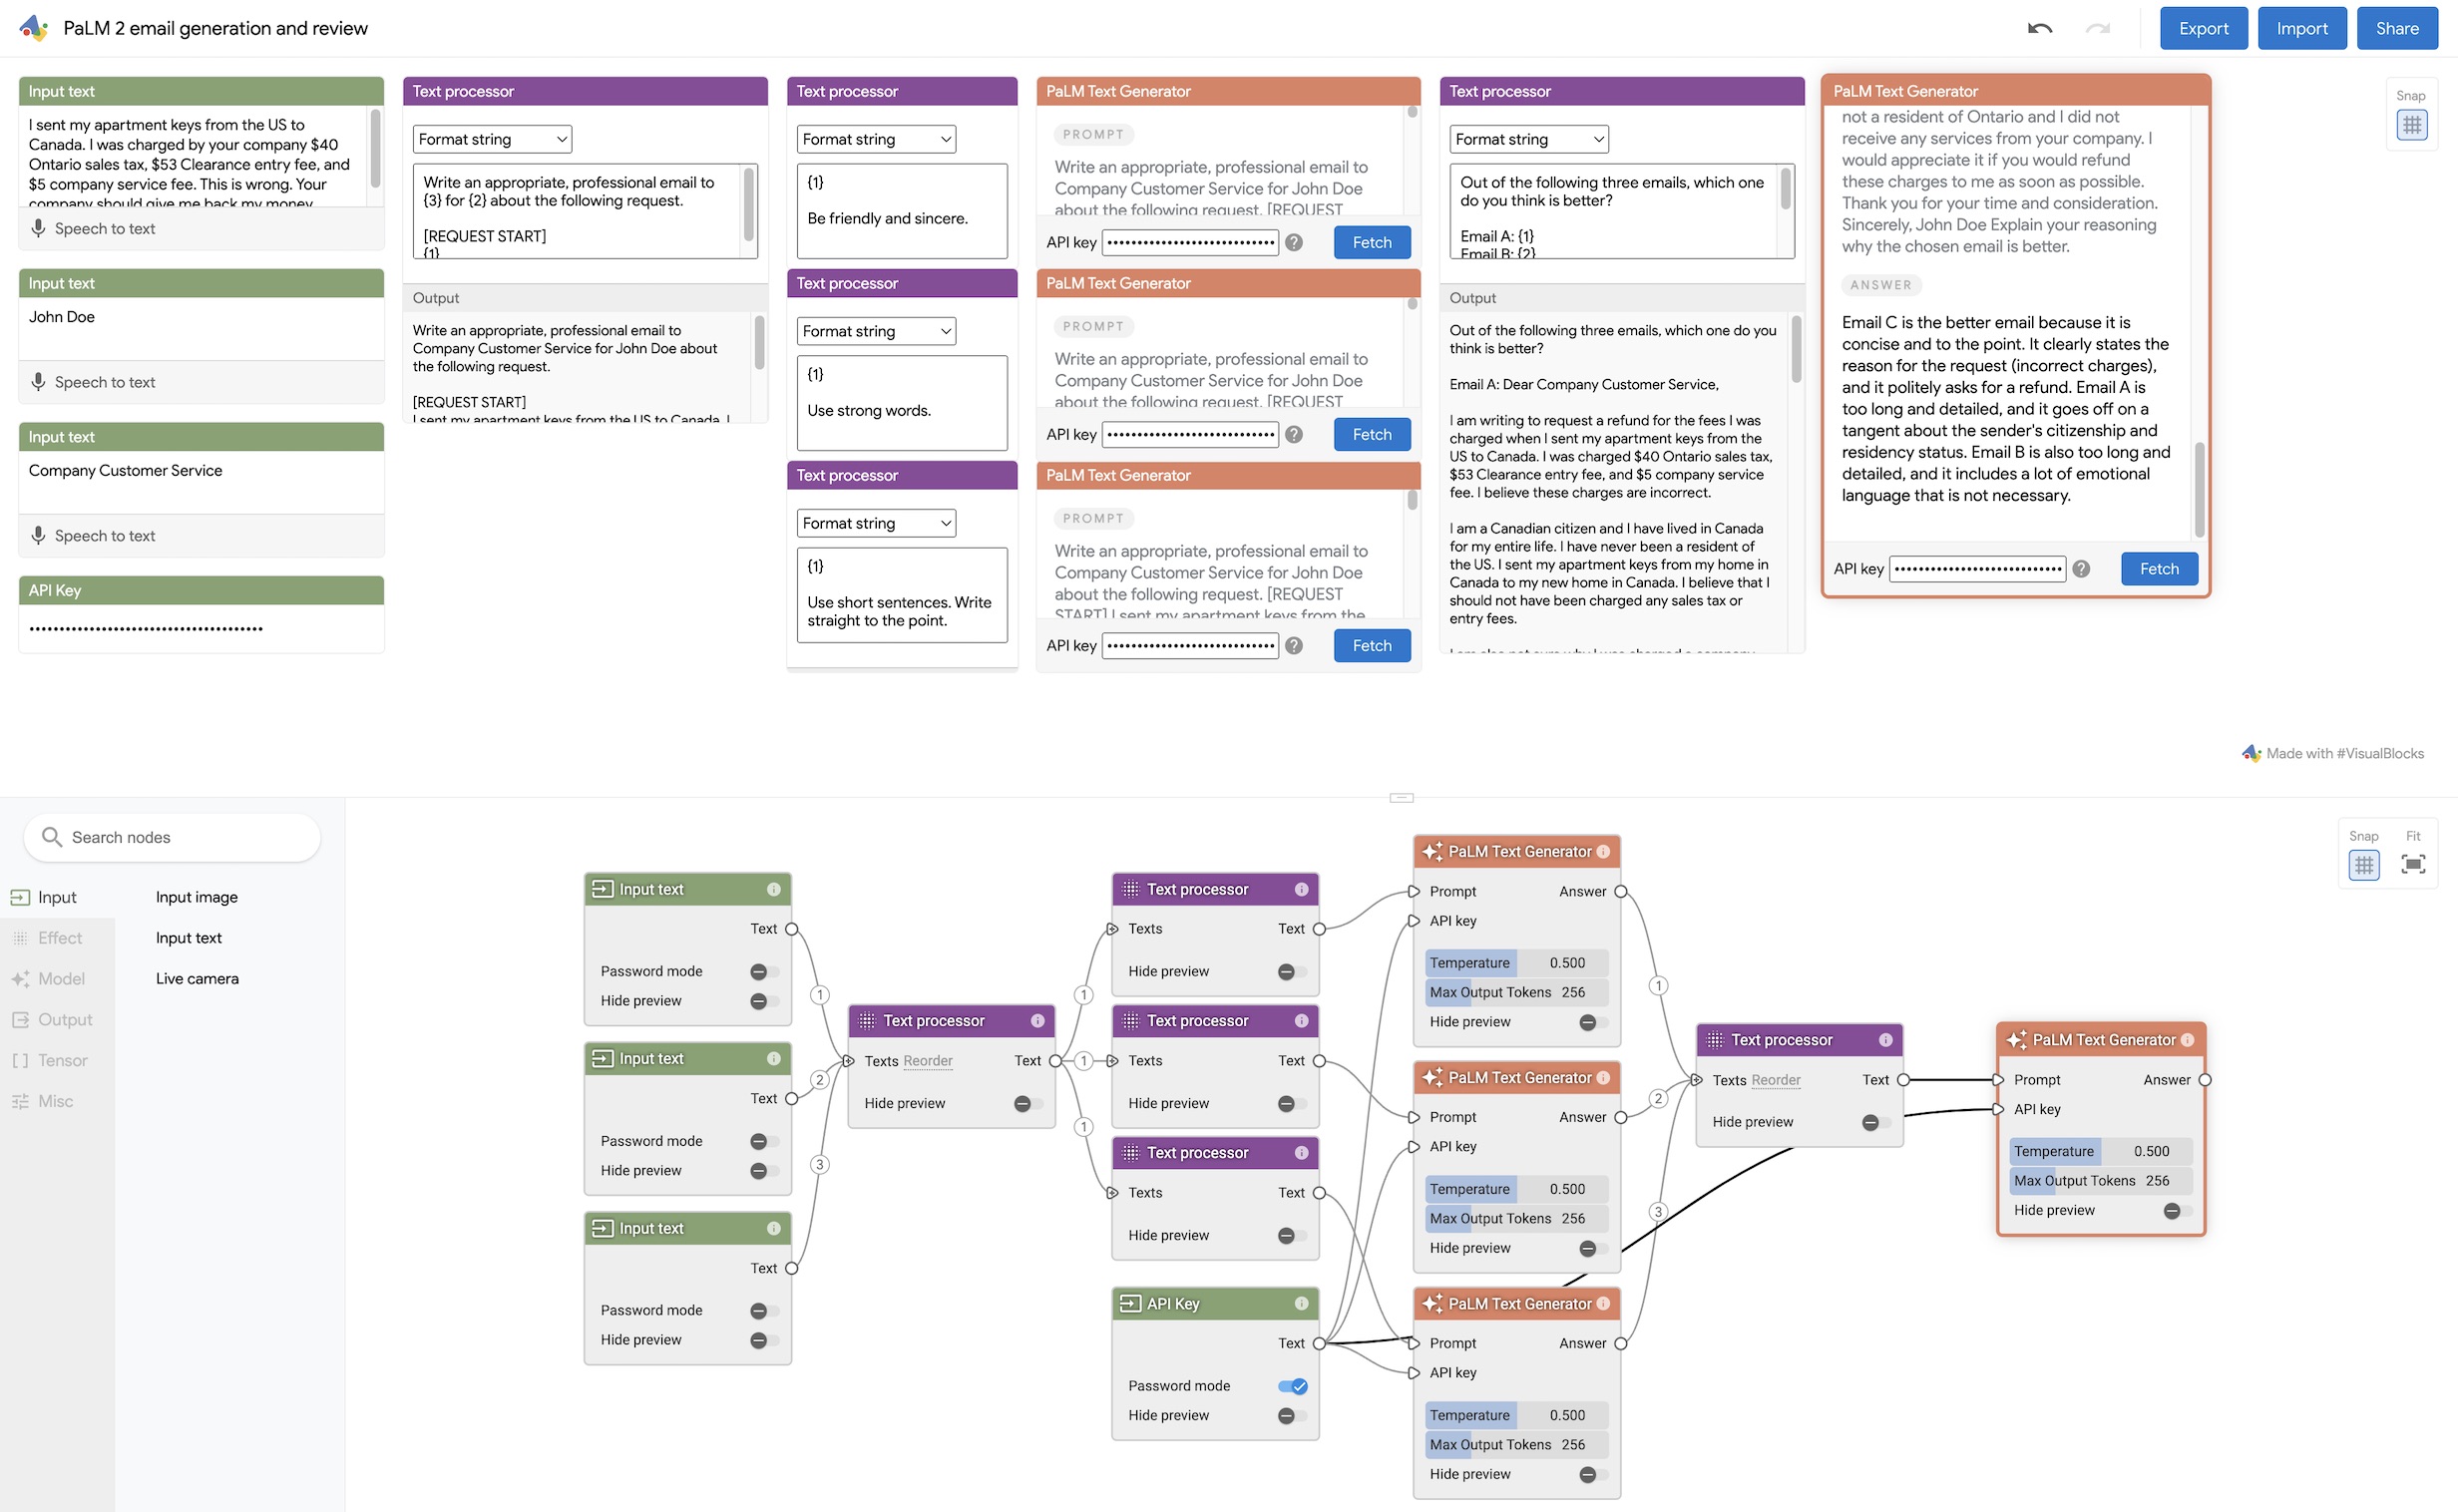 PaLM 2 email generation and review
Export
Import
Share
Input text
I sent my apartment keys from the US to
Canada. I was charged by your company $40
Ontario sales tax, $53 Clearance entry fee, and
$5 company service fee. This is wrong. Your
company should give me back my money
Speech to text
Input text
John Doe
Speech to text
Input text
Company Customer Service
Speech to text
API Key
Text processor
Format string
Write an appropriate, professional email to
{3} for {2} about the following request.
[REQUEST START]
{1}
Output
Write an appropriate, professional email to
Company Customer Service for John Doe about
the following request.
[REQUEST START]
I sent my apartment keys from the US to Canada. I
Text processor
Format string
{1}
Be friendly and sincere.
Text processor
Format string
{1}
Use strong words.
Text processor
Format string
{1}
Use short sentences. Write
straight to the point.
PaLM Text Generator
PROMPT
Write an appropriate, professional email to
Company Customer Service for John Doe
about the following request. [REQUEST
API key
?
Fetch
PaLM Text Generator
PROMPT
Write an appropriate, professional email to
Company Customer Service for John Doe
about the following request. [REQUEST
API key
?
Fetch
PaLM Text Generator
PROMPT
Write an appropriate, professional email to
Company Customer Service for John Doe
about the following request. [REQUEST
START] I sent my apartment keys from the
API key
?
Fetch
Text processor
Format string
Out of the following three emails, which one
do you think is better?
Email A: {1}
Email B: {2}
Output
Out of the following three emails, which one do you
think is better?
Email A: Dear Company Customer Service,
I am writing to request a refund for the fees I was
charged when I sent my apartment keys from the
US to Canada. I was charged $40 Ontario sales tax,
$53 Clearance entry fee, and $5 company service
fee. I believe these charges are incorrect.
I am a Canadian citizen and I have lived in Canada
for my entire life. I have never been a resident of
the US. I sent my apartment keys from my home in
Canada to my new home in Canada. I believe that I
should not have been charged any sales tax or
entry fees.
I am also not sure why I was charged a company
PaLM Text Generator
not a resident of Ontario and I did not
receive any services from your company. I
would appreciate it if you would refund
these charges to me as soon as possible.
Thank you for your time and consideration.
Sincerely, John Doe Explain your reasoning
why the chosen email is better.
ANSWER
Email C is the better email because it is
concise and to the point. It clearly states the
reason for the request (incorrect charges),
and it politely asks for a refund. Email A is
too long and detailed, and it goes off on a
tangent about the sender's citizenship and
residency status. Email B is also too long and
detailed, and it includes a lot of emotional
language that is not necessary.
API key
?
Fetch
Snap
Made with #VisualBlocks
Search nodes
Input
Effect
Model
Output
Tensor
Misc
Input image
Input text
Live camera
Input text
Text
Password mode
Hide preview
Input text
Text
Password mode
Hide preview
Input text
Text
Password mode
Hide preview
1
2
3
Text processor
Texts Reorder Text
Hide preview
1
1
1
Text processor
Texts Text
Hide preview
Text processor
Texts Text
Hide preview
Text processor
Texts Text
Hide preview
API Key
Text
Password mode
Hide preview
PaLM Text Generator
Prompt Answer
API key
Temperature 0.500
Max Output Tokens 256
Hide preview
PaLM Text Generator
Prompt Answer
API key
Temperature 0.500
Max Output Tokens 256
Hide preview
PaLM Text Generator
Prompt Answer
API key
Temperature 0.500
Max Output Tokens 256
Hide preview
1
2
3
Text processor
Texts Reorder Text
Hide preview
PaLM Text Generator
Prompt Answer
API key
Temperature 0.500
Max Output Tokens 256
Hide preview
Snap
Fit